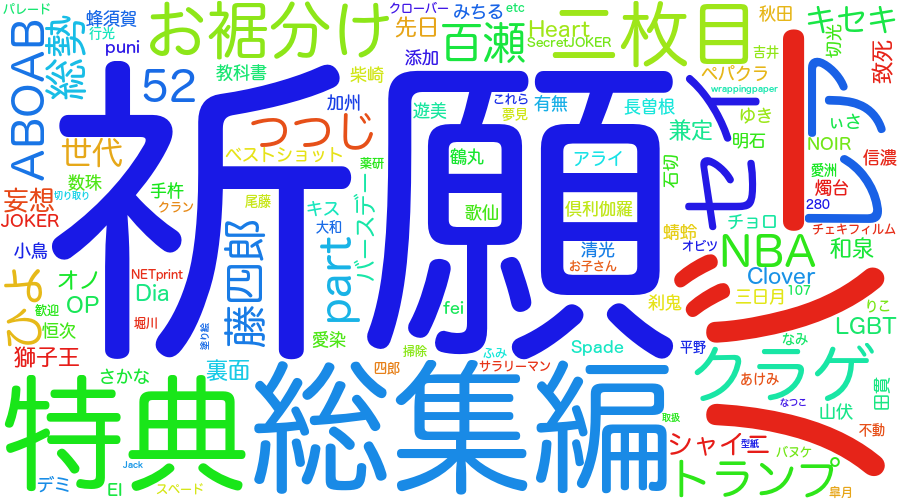 パレード
クローバー
etc
蜂須賀
行光
みちる
お裾分け
先日
百瀬
Heart
SecretJOKER
二枚目
秋田
キセキ
切光
致死
ABOAB
総勢
puni
52
教科書
柴崎
添加
吉井
ペパクラ
wrappingpaper
祈願
加州
つつじ
ベストショット
遊美
これら
夢見
有無
長曽根
兼定
ゆき
明石
NOIR
ぃさ
信濃
世代
数珠
薬研
鶴丸
アライ
石切
愛洲
燭台
妄想
JOKER
切り取り
手杵
クラン
尾藤
キス
大和
バースデー
歌仙
倶利伽羅
280
チョロ
チェキフィルム
小鳥
藤四郎
part
清光
お子さん
蜻蛉
オビツ
NBA
和泉
ひよ
オノ
OP
NETprint
Dia
歓迎
恒次
堀川
塗り絵
愛染
fei
刹鬼
Clover
三日月
107
りこ
LGBT
獅子王
さかな
裏面
掃除
四郎
ふみ
サラリーマン
Spade
平野
なみ
クラゲ
あけみ
なつこ
田貫
山伏
不動
特典
総集編
取扱
シャイニ
型紙
トランプ
パヌケ
皐月
デミ
EI
Jack
スペード